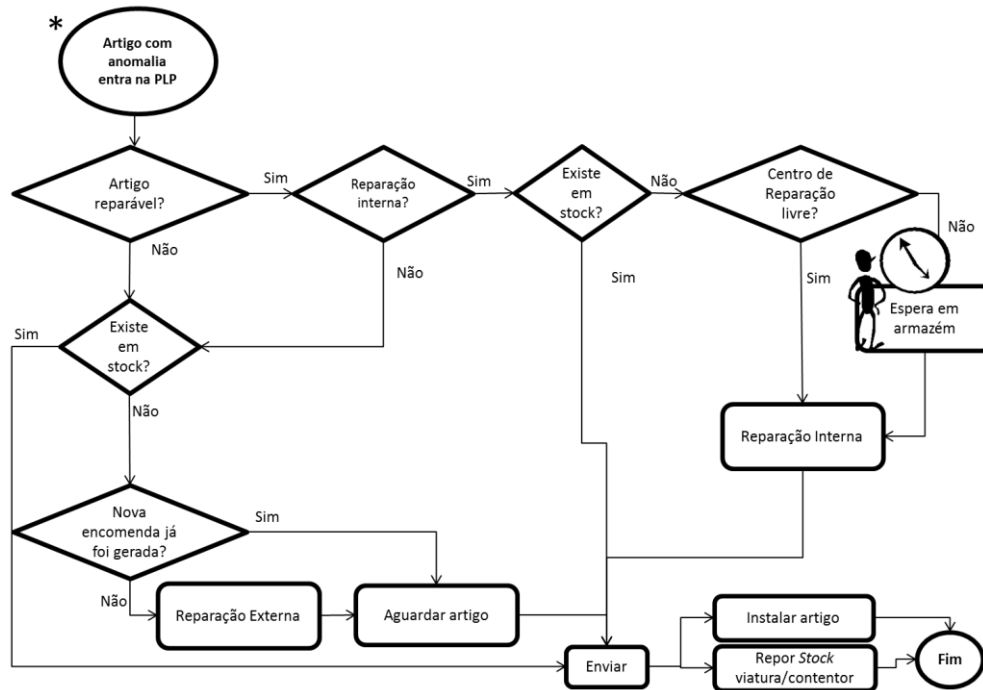 *
Artigo com
anomalia
entra na PLP
Artigo
reparável?
Sim
Reparação
interna?
Sim
Existe
em
stock?
Não
Centro de
Reparação
livre?
Não
Não
Não
Sim
Sim
Espera em
armazém
Sim
Existe
em
stock?
Não
Reparação Interna
Nova
encomenda já
foi gerada?
Sim
Não
Reparação Externa
Aguardar artigo
Enviar
Instalar artigo
Repor Stock
viatura/contentor
Fim